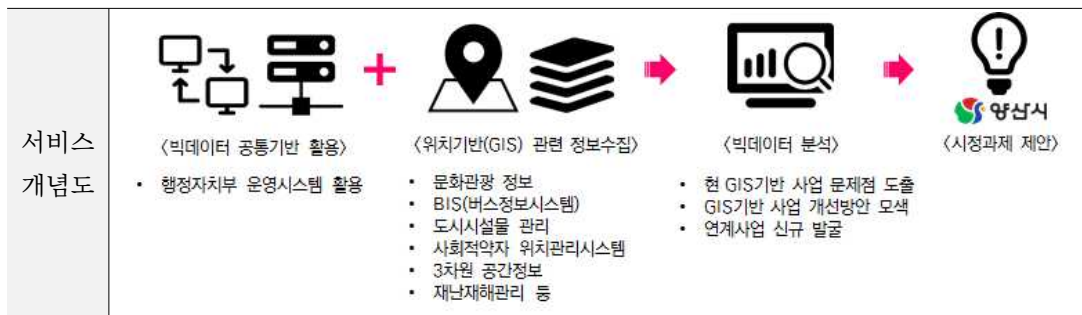 서비스
개념도
양산시
<빅데이터 공통기반 활용>
• 행정자치부 운영시스템 활용
<위치기반(GIS) 관련 정보수집>
• 문화관광 정보
• BIS(버스정보시스템)
• 도시시설물 관리
• 사회적약자 위치관리시스템
• 3차원 공간정보
• 재난재해관리 등
<빅데이터 분석>
• 현 GIS기반 사업 문제점 도출
• GIS기반 사업 개선방안 모색
• 연계사업 신규 발굴
<시정과제 제안>